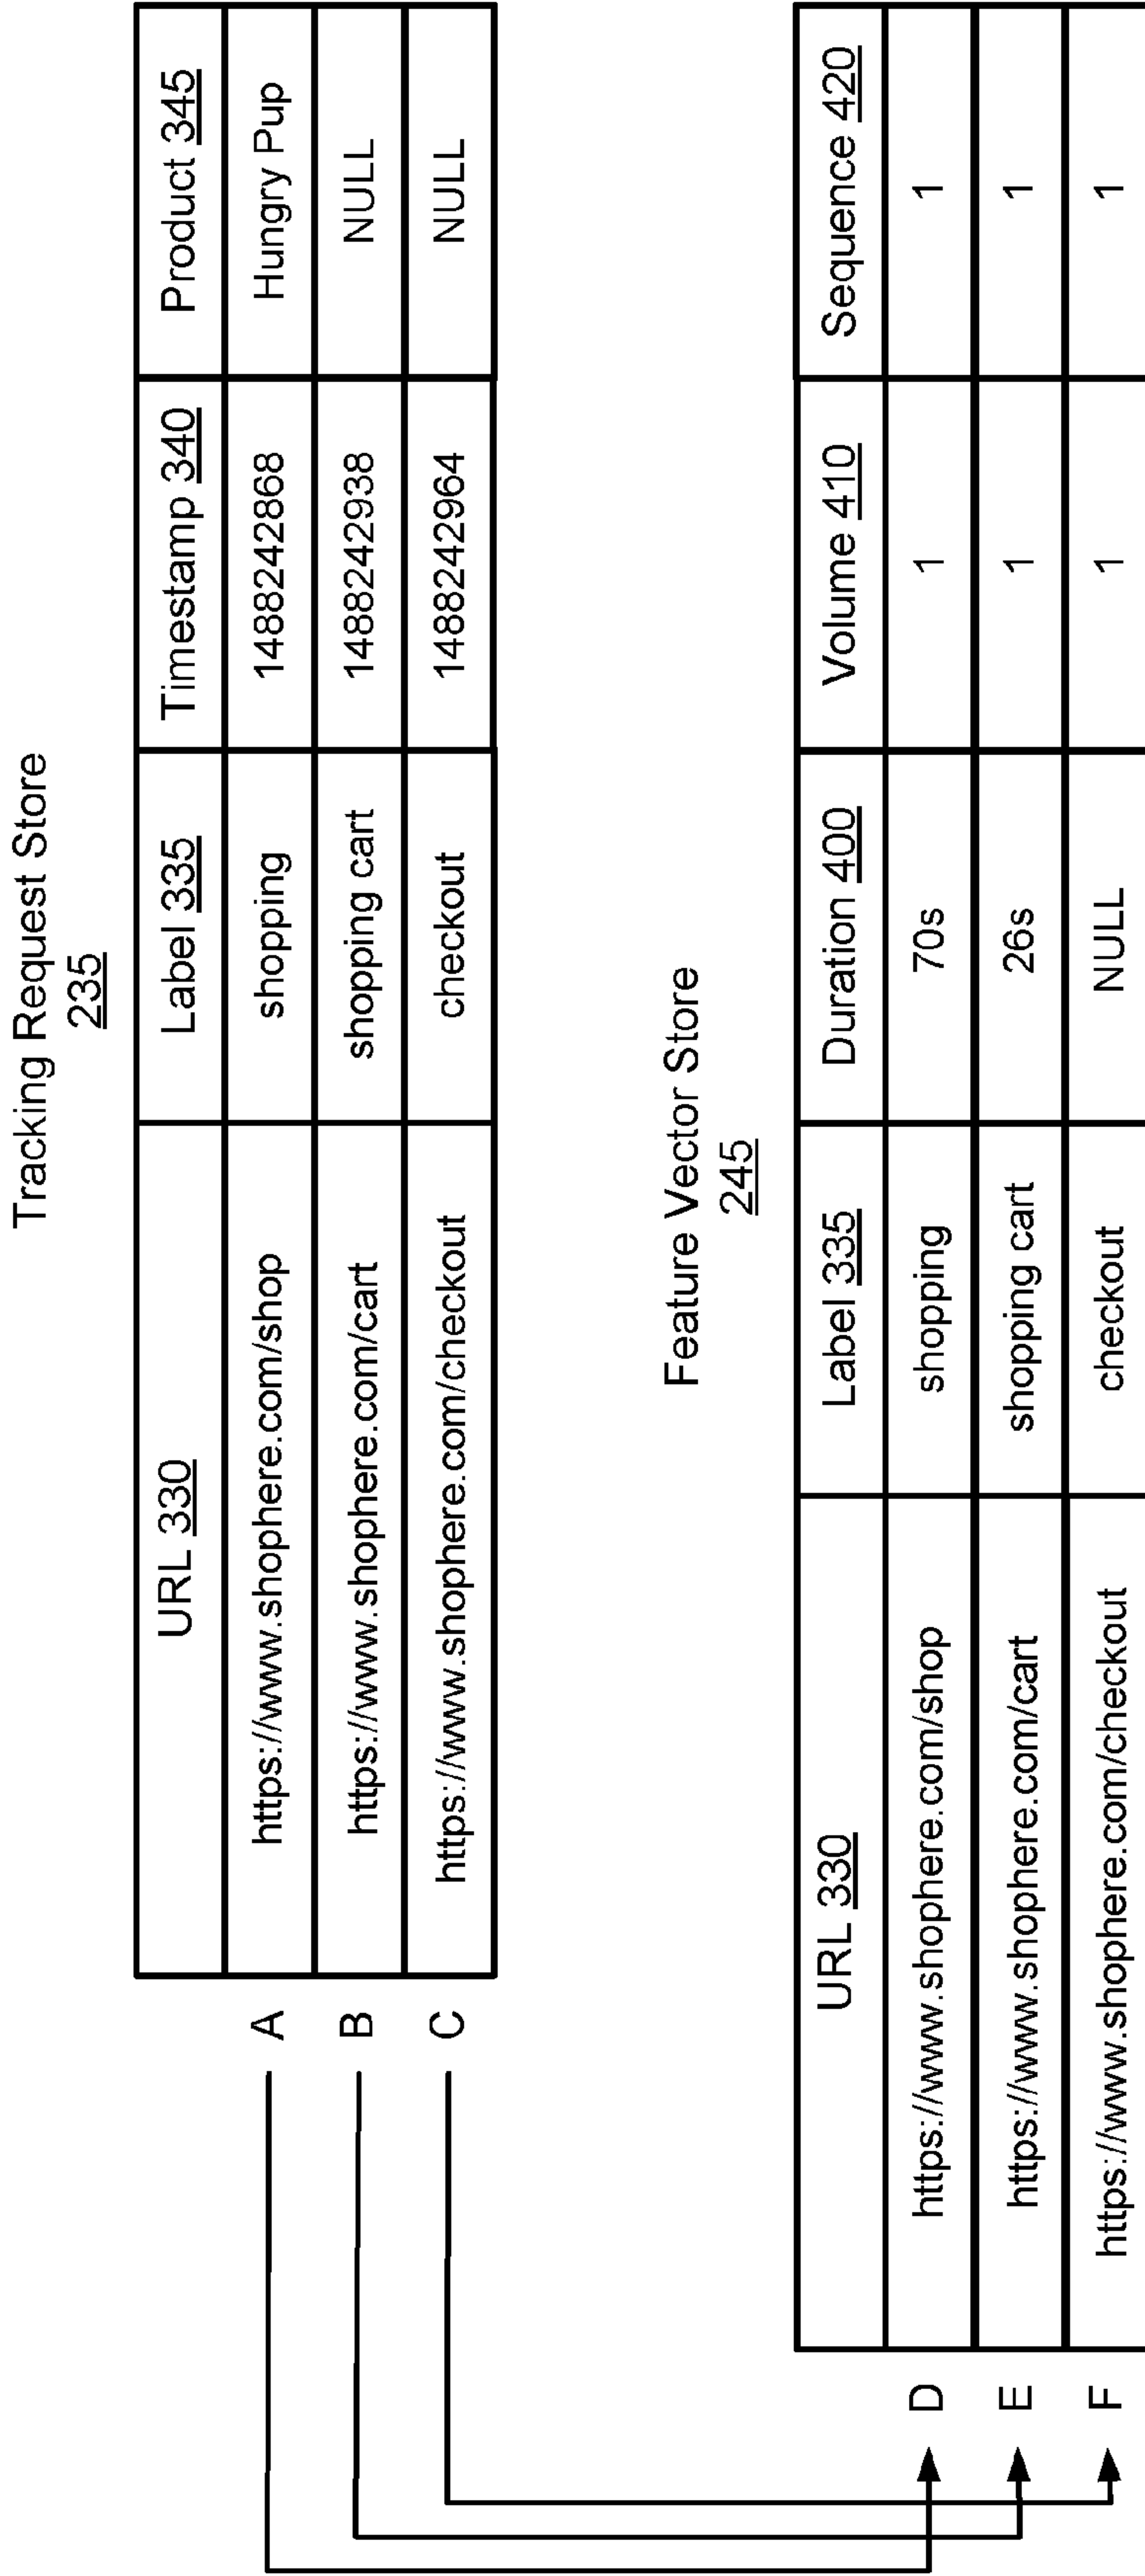 Tracking Request Store
235
URL 330 Label 335 Timestamp 340 Product 345
A https://www.shophere.com/shop shopping 1488242868 Hungry Pup
B https://www.shophere.com/cart shopping cart 1488242938 NULL
C https://www.shophere.com/checkout checkout 1488242964 NULL
Feature Vector Store
245
URL 330 Label 335 Duration 400 Volume 410 Sequence 420
D https://www.shophere.com/shop shopping 70s 1 1
E https://www.shophere.com/cart shopping cart 26s 1 1
F https://www.shophere.com/checkout checkout NULL 1 1